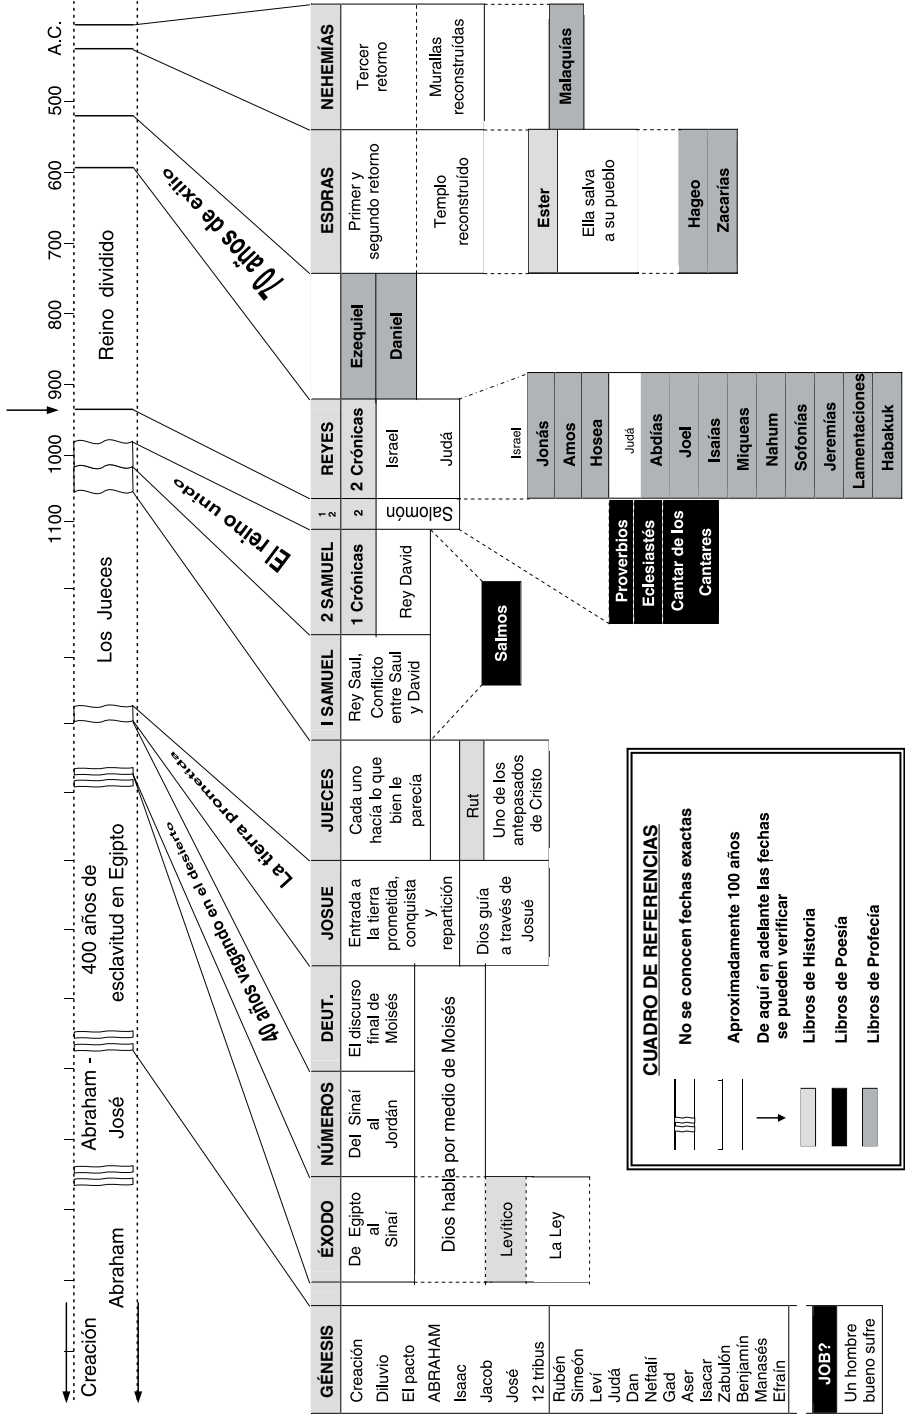 Creación
Abraham
Abraham -
José
400 años de
esclavitud en Egipto
Los Jueces
Reino dividido
1100
1000
900
800
700
600
500
A.C.
40 años vagando en el desierto
La tierra prometida
El reino unido
70 años de exilio
GÉNESIS
Creación
Diluvio
El pacto
ABRAHAM
Isaac
Jacob
José
12 tribus
Rubén
Simeón
Leví
Judá
Dan
Neftalí
Gad
Aser
Isacar
Zabulón
Benjamín
Manasés
Efraín
JOB?
Un hombre
bueno sufre
ÉXODO
De Egipto
al
Sinaí
NÚMEROS
Del Sinaí
al
Jordán
DEUT.
El discurso
final de
Moisés
Dios habla por medio de Moisés
Levítico
La Ley
JOSUE
Entrada a
la tierra
prometida,
conquista
y
repartición
Dios guía
a través de
Josué
JUECES
Cada uno
hacía lo que
bien le
parecía
Rut
Uno de los
antepasados
de Cristo
I SAMUEL
Rey Saul,
Conflicto
entre Saul
y David
2 SAMUEL
1 Crónicas
Rey David
Salmos
1
2
2
Salomón
Proverbios
Eclesiastés
Cantar de los
Cantares
REYES
2 Crónicas
Israel
Judá
Israel
Jonás
Amos
Hosea
Judá
Abdías
Joel
Isaías
Miqueas
Nahum
Sofonías
Jeremías
Lamentaciones
Habakuk
Ezequiel
Daniel
ESDRAS
Primer y
segundo retorno
Templo
reconstruído
Ester
Ella salva
a su pueblo
Hageo
Zacarías
NEHEMÍAS
Tercer
retorno
Murallas
reconstruídas
Malaquías
CUADRO DE REFERENCIAS
No se conocen fechas exactas
Aproximadamente 100 años
De aquí en adelante las fechas
se pueden verificar
Libros de Historia
Libros de Poesía
Libros de Profecía